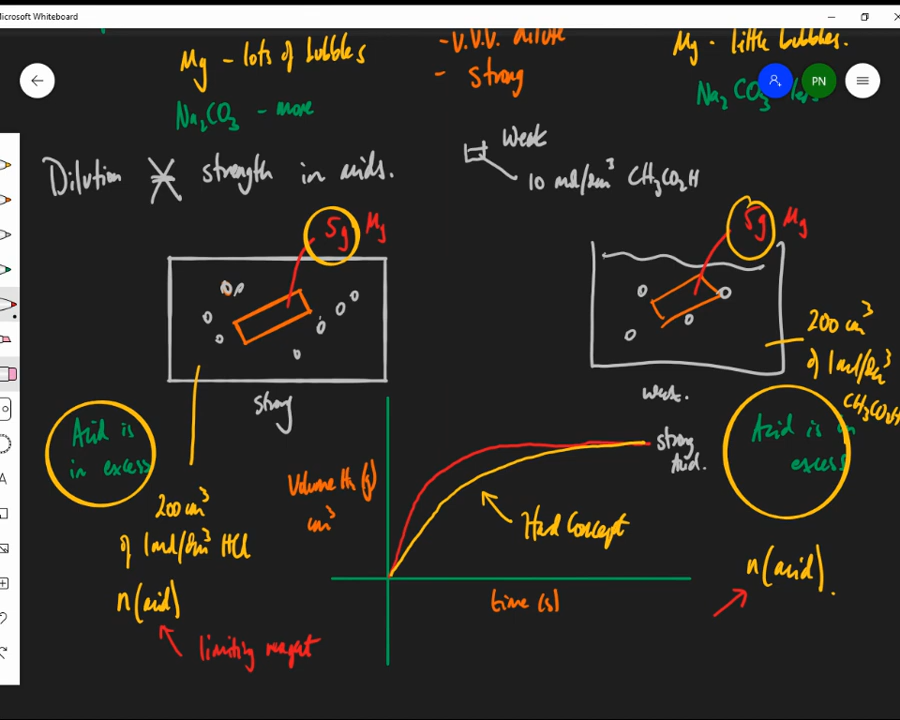 Microsoft Whiteboard
Mg - lots of bubbles
Na₂CO₃ - more
- V.V.V. dilute
- strong
Mg - little bubbles.
Na₂CO₃ less
PN
Dilution strength in acids.
Weak
10 mol/dm³ CH₃CO₂H
5g Mg
strong
Acid is
in excess
200 cm³
of 1 mol/dm³ HCl
n(acid)
limiting reagent
Volume H₂(g)
cm³
time (s)
strong
Acid.
Hard Concept
5g Mg
weak.
200 cm³
of 1 mol/dm³
CH₃CO₂H
Acid is in
excess
n(acid).